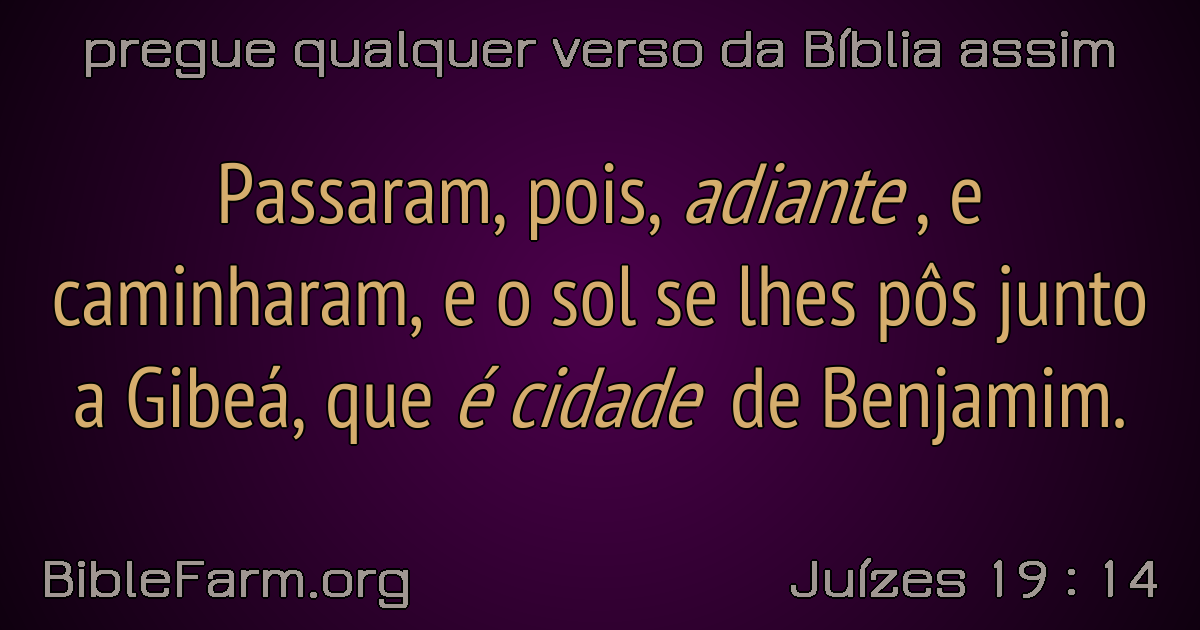 pregue qualquer verso da Bíblia assim
Passaram, pois, adiante , e
caminharam, e o sol se lhes pôs junto
a Gibeá, que é cidade de Benjamim.
BibleFarm.org
Juízes 19 : 14